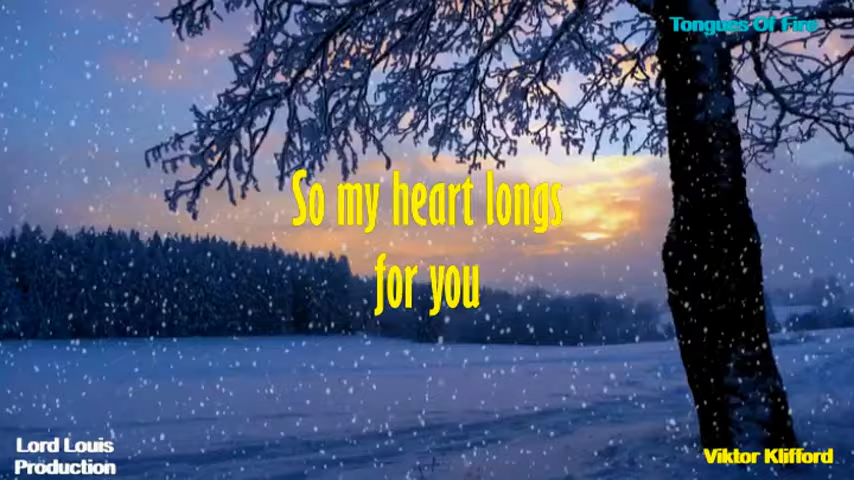 Tongues Of Fire
So my heart longs
for you
Lord Louis
Production
Viktor Klifford